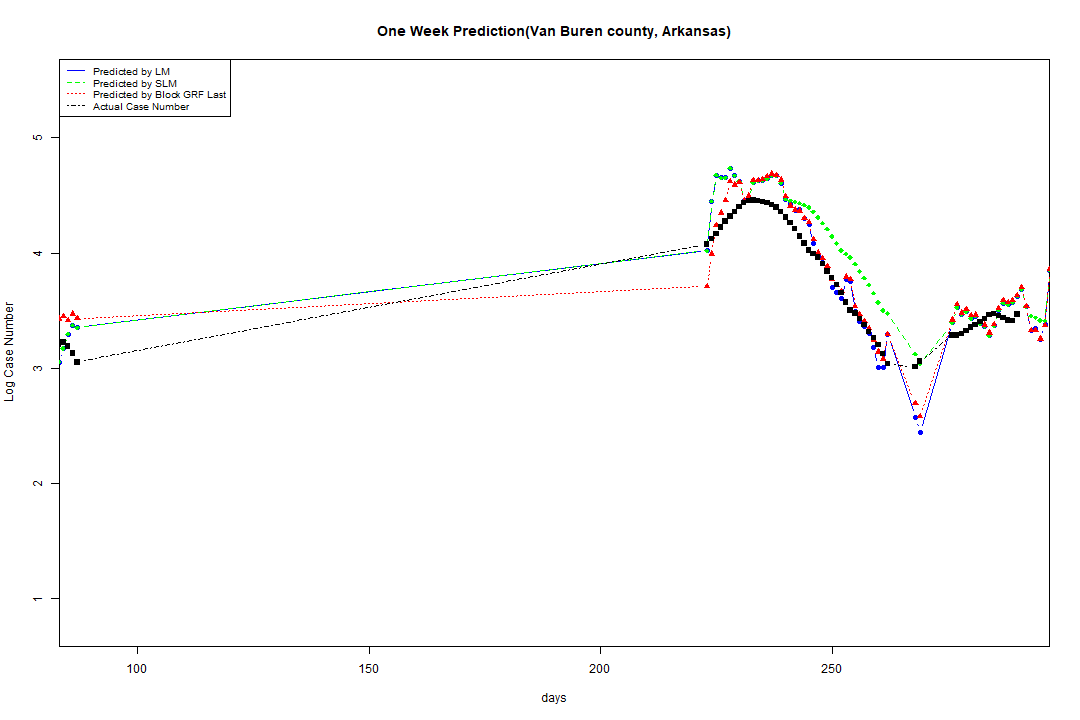 One Week Prediction(Van Buren county, Arkansas)
Predicted by LM
Predicted by SLM
Predicted by Block GRF Last
Actual Case Number
5
4
3
2
1
Log Case Number
100 150 200 250
days